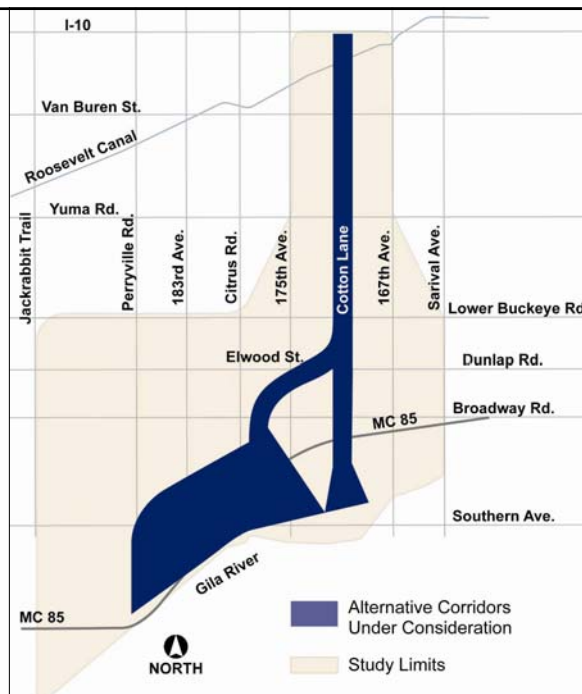 I-10
Van Buren St.
Roosevelt Canal
Yuma Rd.
Jackrabbit Trail
Perryville Rd.
183rd Ave.
Citrus Rd.
175th Ave.
Cotton Lane
167th Ave.
Sarival Ave.
Lower Buckeye Rd
Elwood St.
Dunlap Rd.
Broadway Rd.
MC 85
Southern Ave.
Gila River
MC 85
NORTH
Alternative Corridors
Under Consideration
Study Limits